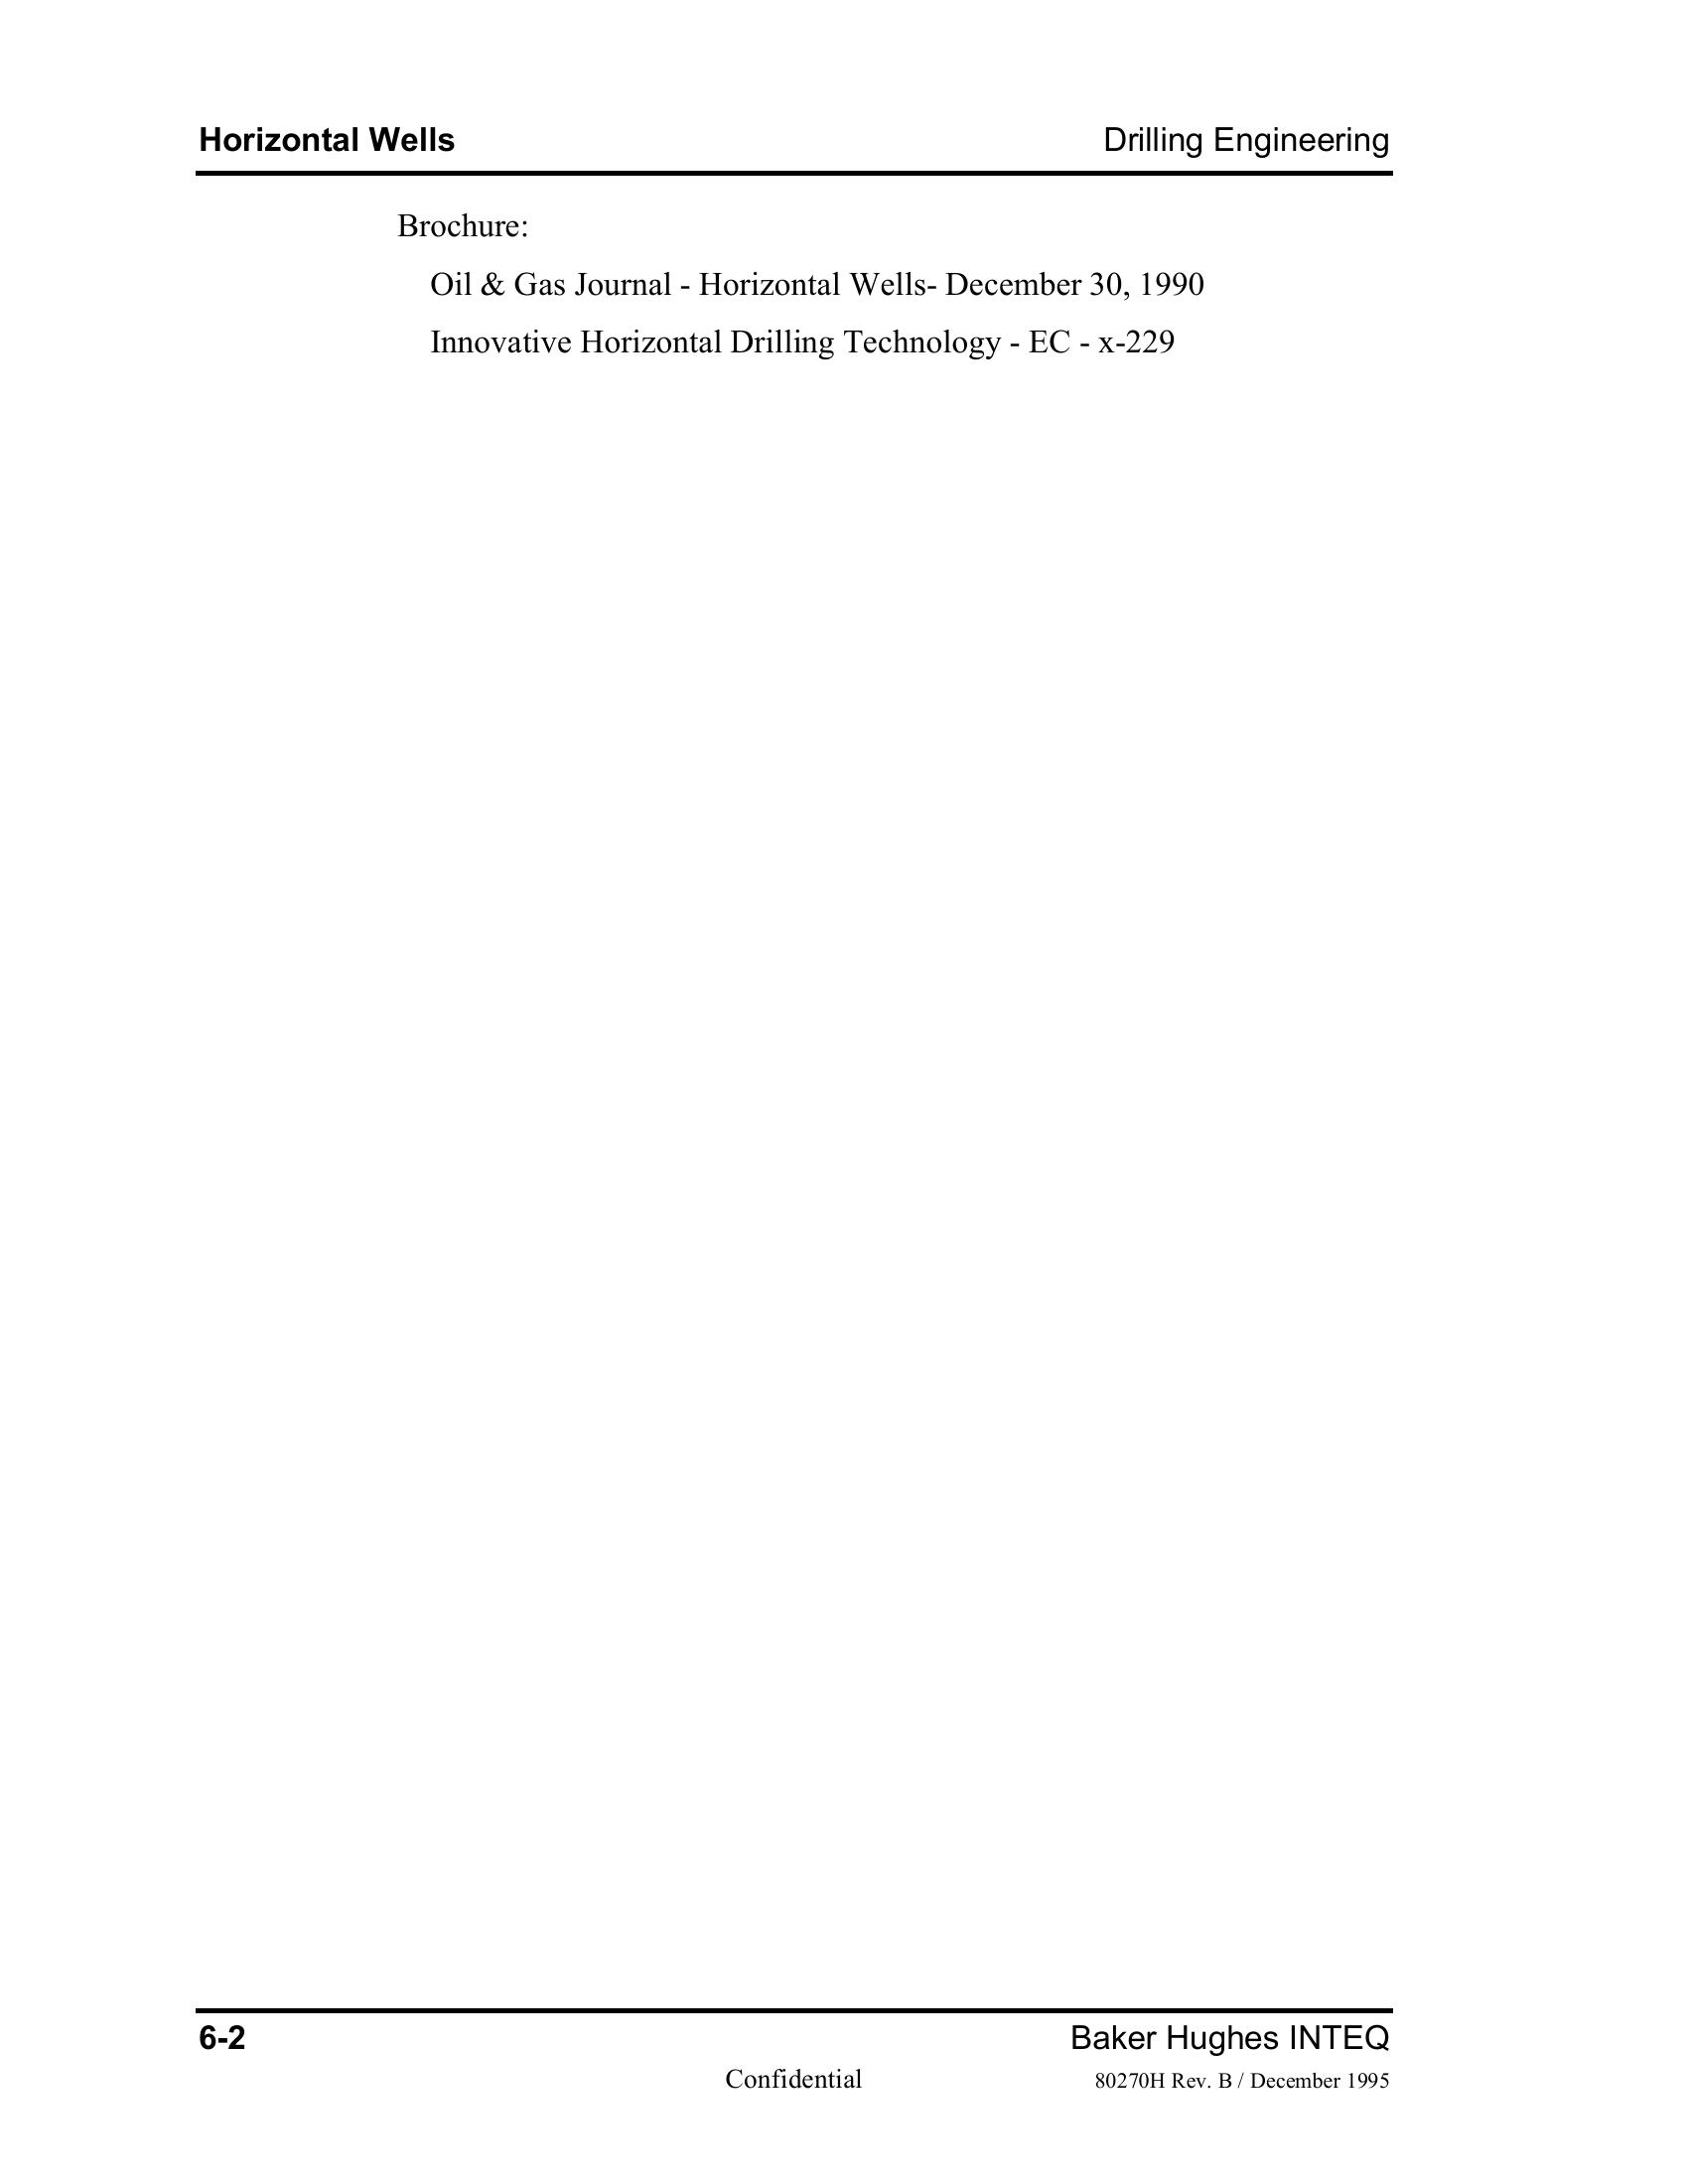 Horizontal Wells Drilling Engineering
Brochure:
Oil & Gas Journal - Horizontal Wells- December 30, 1990
Innovative Horizontal Drilling Technology - EC - x-229
6-2 Baker Hughes INTEQ
Confidential 80270H Rev. B / December 1995